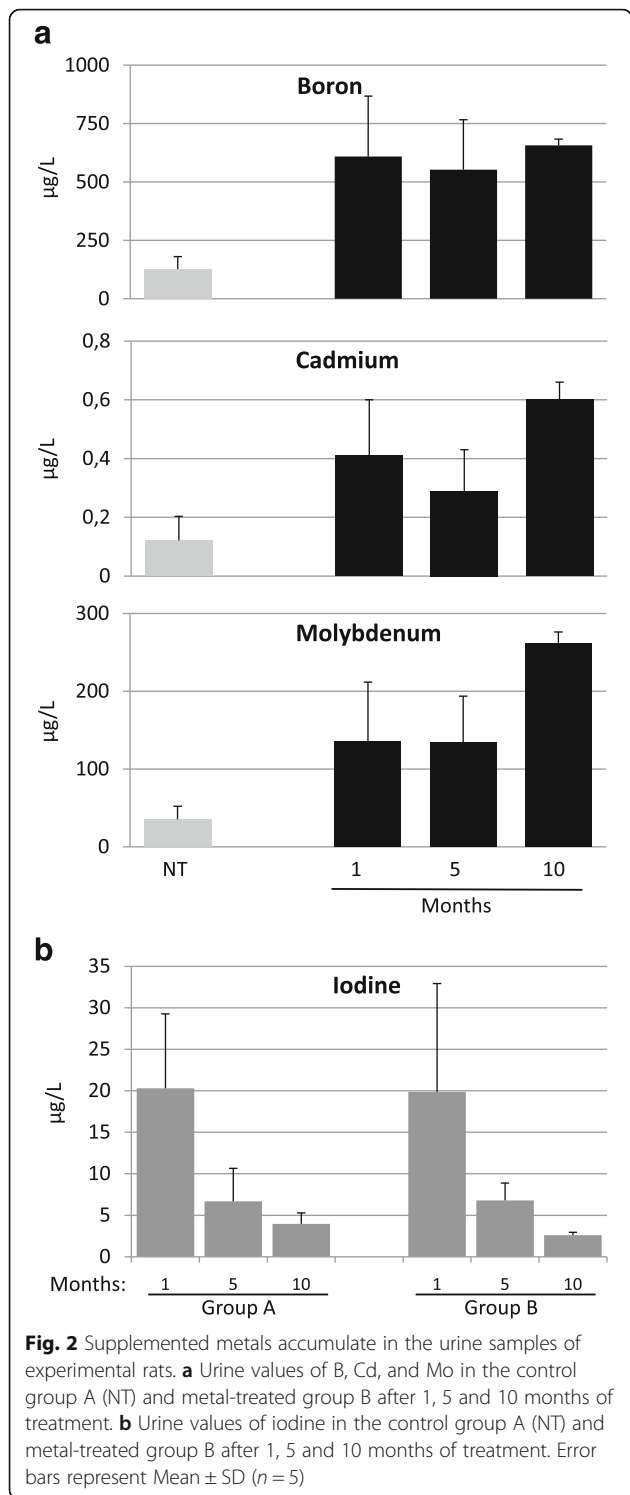 a
Boron
1000
750
500
250
0
µg/L
Cadmium
0,8
0,6
0,4
0,2
0
µg/L
Molybdenum
300
200
100
0
µg/L
NT 1 5 10
Months
b
Iodine
35
30
25
20
15
10
5
0
µg/L
Months: 1 5 10 1 5 10
Group A Group B
Fig. 2 Supplemented metals accumulate in the urine samples of
experimental rats. a Urine values of B, Cd, and Mo in the control
group A (NT) and metal-treated group B after 1, 5 and 10 months of
treatment. b Urine values of iodine in the control group A (NT) and
metal-treated group B after 1, 5 and 10 months of treatment. Error
bars represent Mean ± SD (n = 5)